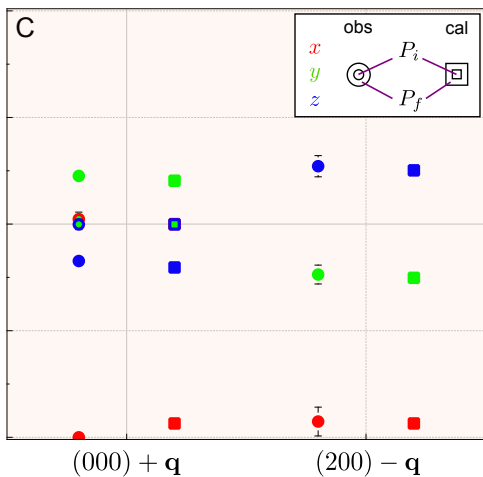 C
obs cal
x
y
z
P_i
P_f
(000) + q
(200) − q